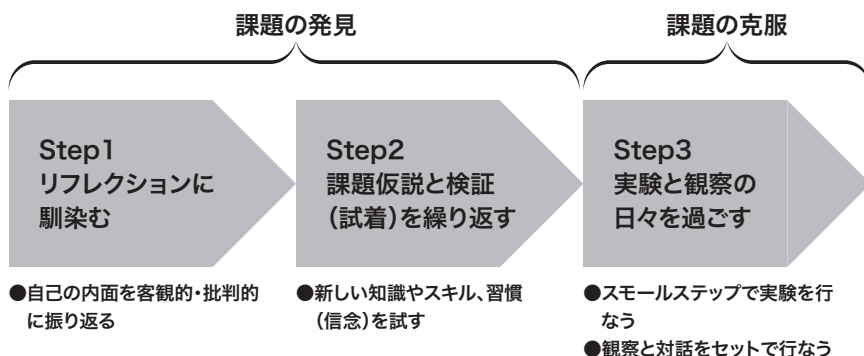 課題の発見
課題の克服
Step1
リフレクションに
馴染む
Step2
課題仮説と検証
（試着）を繰り返す
Step3
実験と観察の
日々を過ごす
●自己の内面を客観的・批判的
に振り返る
●新しい知識やスキル、習慣
（信念）を試す
●スモールステップで実験を行
なう
●観察と対話をセットで行なう